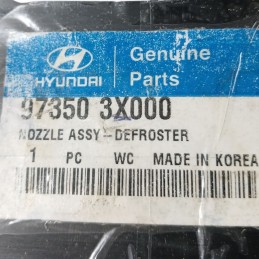 Genuine
HYUNDAI Parts
97350 3X000
NOZZLE ASSY-DEFROSTER
1 PC WC MADE IN KOREA